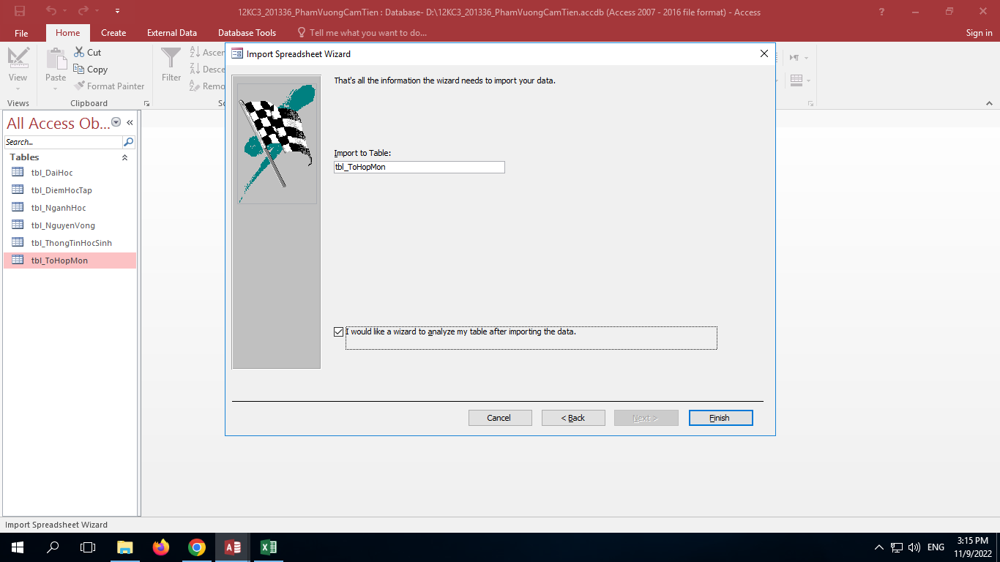 12KC3_201336_PhamVuongCamTien : Database- D:\12KC3_201336_PhamVuongCamTien.accdb (Access 2007 - 2016 file format) - Access
File Home Create External Data Database Tools Tell me what you want to do... Sign in
View
Views
Paste
Cut
Copy
Format Painter
Clipboard
Filter
Ascen
Desce
Remo
All Access Ob...
Search...
Tables
tbl_DaiHoc
tbl_DiemHocTap
tbl_NganhHoc
tbl_NguyenVong
tbl_ThongTinHocSinh
tbl_ToHopMon
Import Spreadsheet Wizard
That's all the information the wizard needs to import your data.
Import to Table:
tbl_ToHopMon
I would like a wizard to analyze my table after importing the data.
Cancel < Back Next > Finish
Import Spreadsheet Wizard
ENG
3:15 PM
11/9/2022